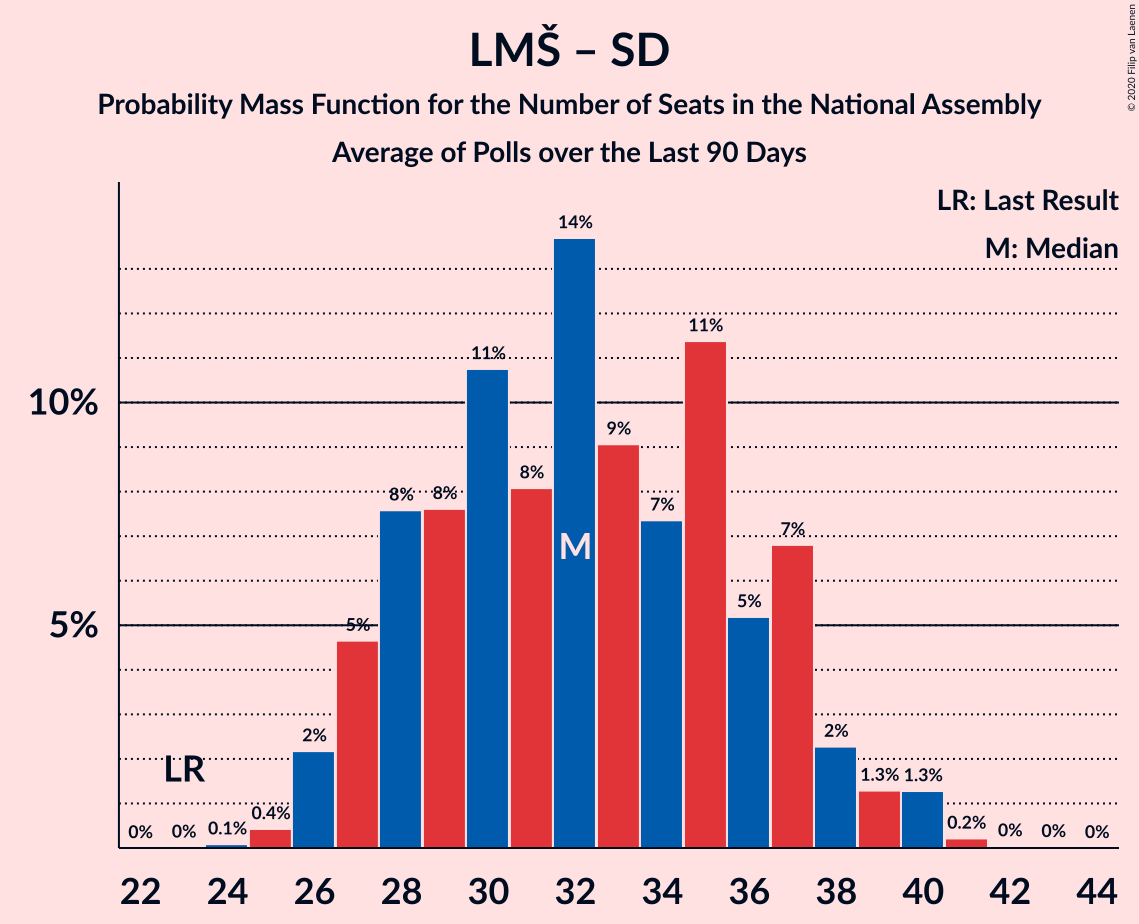 LMŠ – SD
Probability Mass Function for the Number of Seats in the National Assembly
Average of Polls over the Last 90 Days
© 2020 Filip van Laenen
LR: Last Result
M: Median
10%
5%
0%
0%
0.1%
0.4%
2%
5%
8%
8%
11%
8%
14%
9%
7%
11%
5%
7%
2%
1.3%
1.3%
0.2%
0%
0%
0%
LR
M
22 24 26 28 30 32 34 36 38 40 42 44